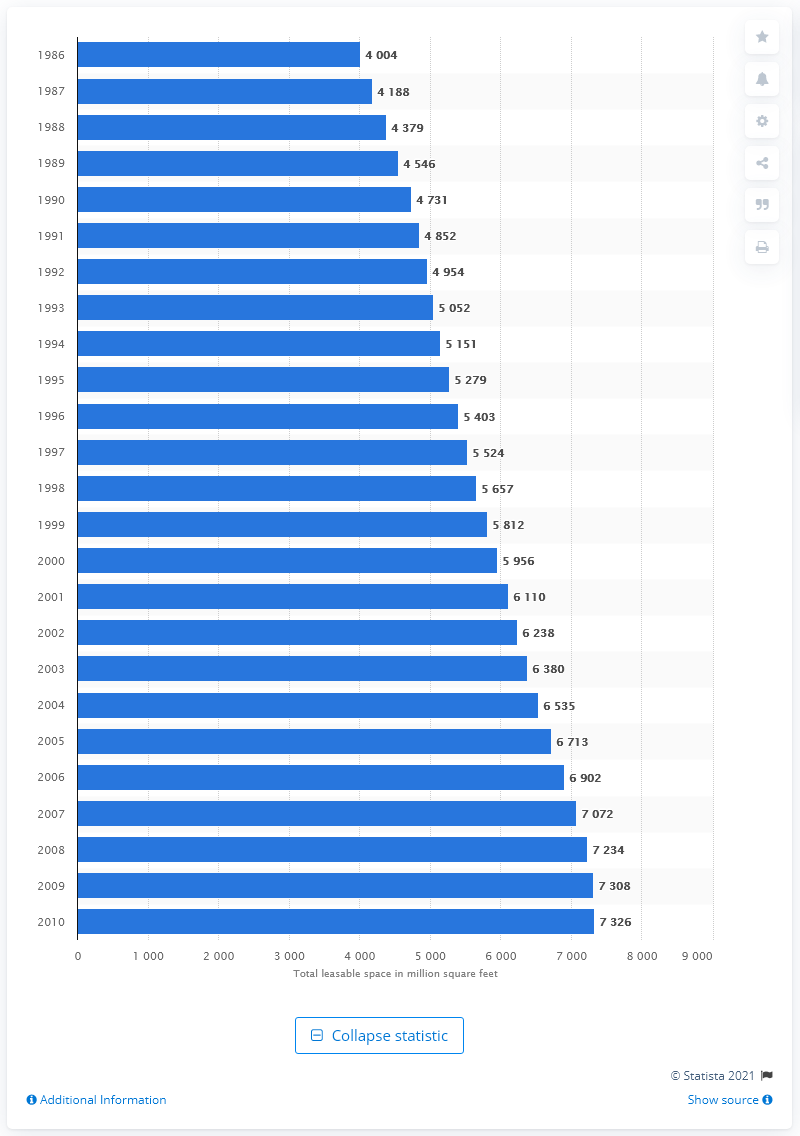 1986 4 004
1987 4 188
1988 4 379
1989 4 546
1990 4 731
1991 4 852
1992 4 954
1993 5 052
1994 5 151
1995 5 279
1996 5 403
1997 5 524
1998 5 657
1999 5 812
2000 5 956
2001 6 110
2002 6 238
2003 6 380
2004 6 535
2005 6 713
2006 6 902
2007 7 072
2008 7 234
2009 7 308
2010 7 326
0 1 000 2 000 3 000 4 000 5 000 6 000 7 000 8 000 9 000
Total leasable space in million square feet
Collapse statistic
© Statista 2021
Additional Information Show source